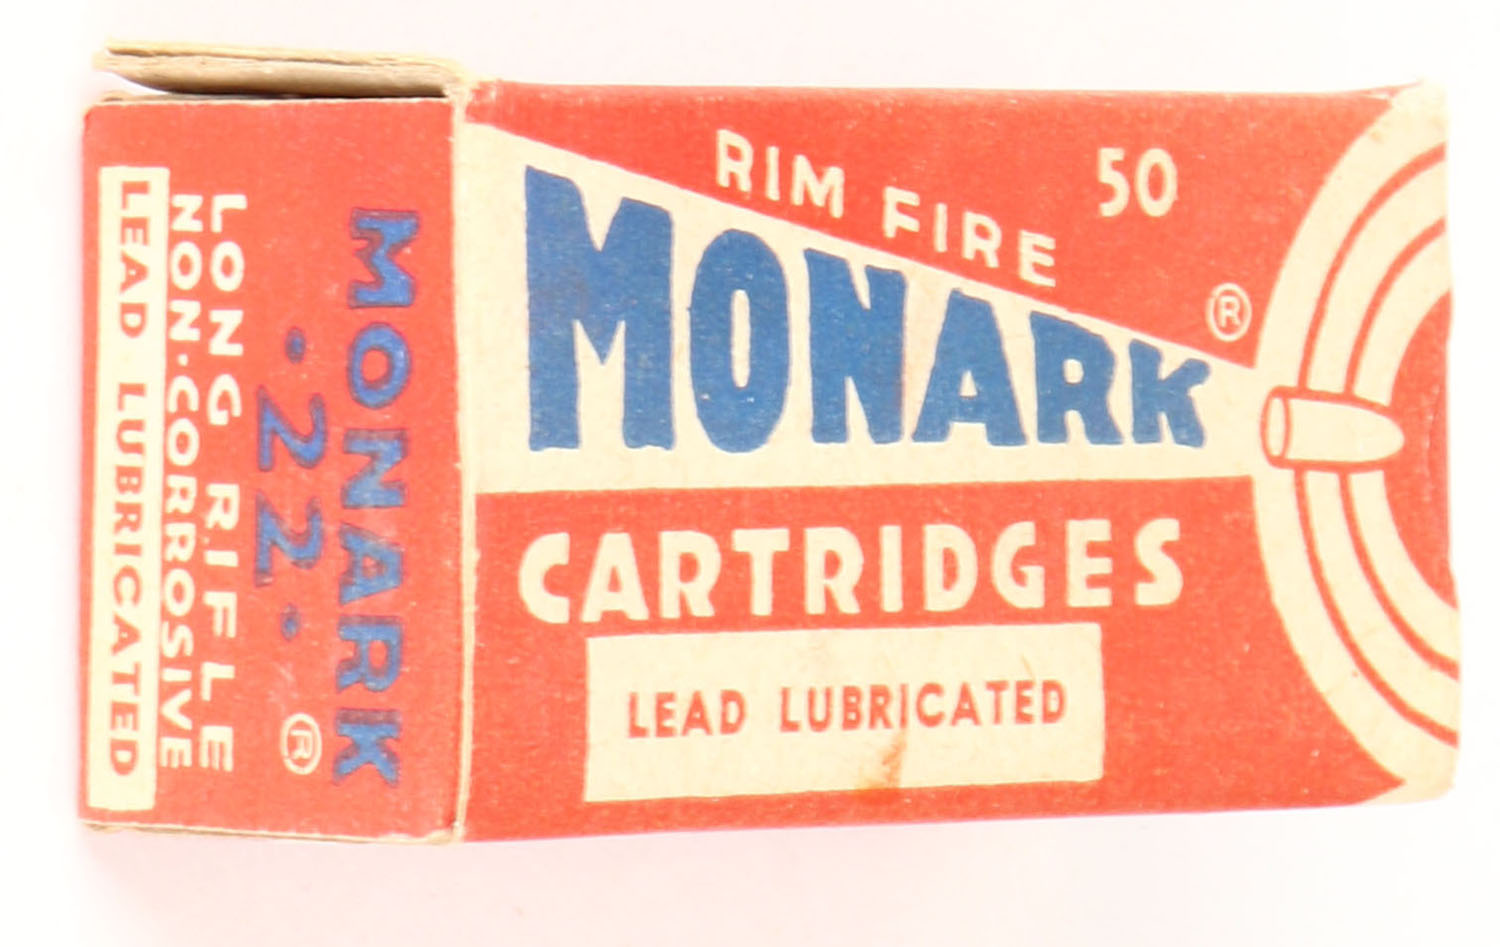 RIM FIRE 50
MONARK ®
CARTRIDGES
LEAD LUBRICATED
MONARK ®
.22.
LONG RIFLE
NON-CORROSIVE
LEAD LUBRICATED